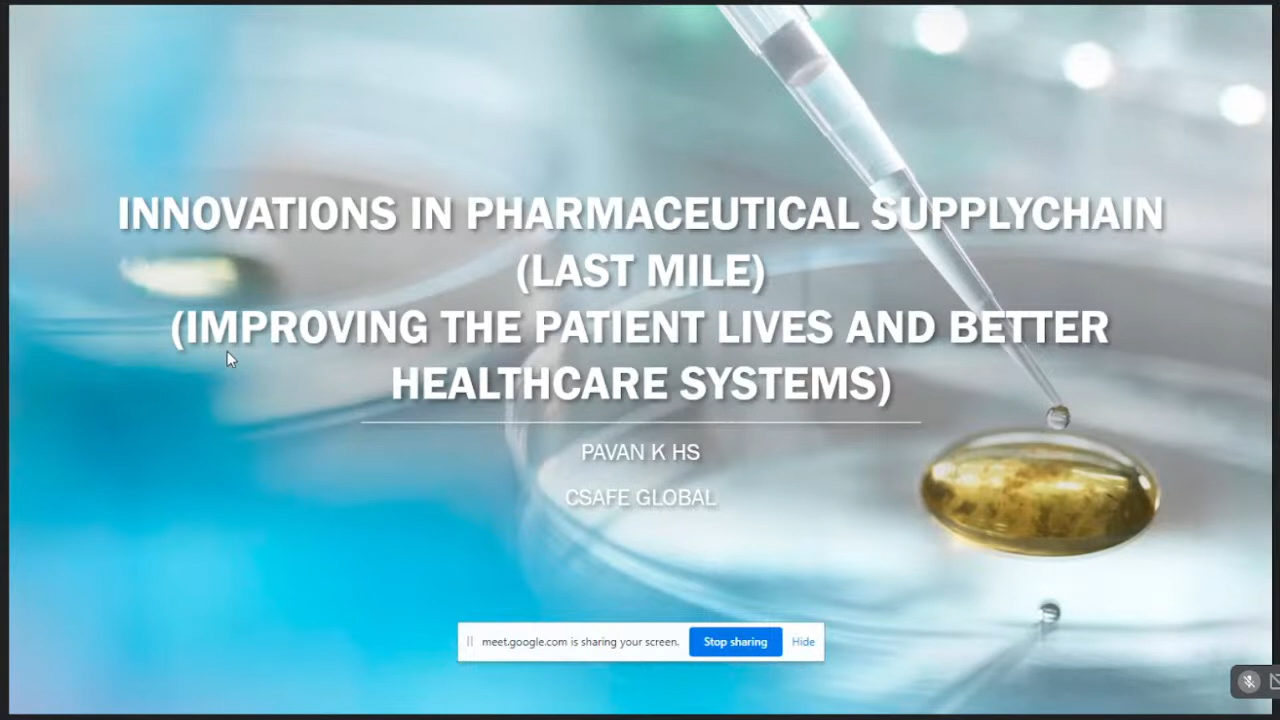 INNOVATIONS IN PHARMACEUTICAL SUPPLYCHAIN
(LAST MILE)
(IMPROVING THE PATIENT LIVES AND BETTER
HEALTHCARE SYSTEMS)
PAVAN K HS
CSAFE GLOBAL
meet.google.com is sharing your screen. Stop sharing Hide